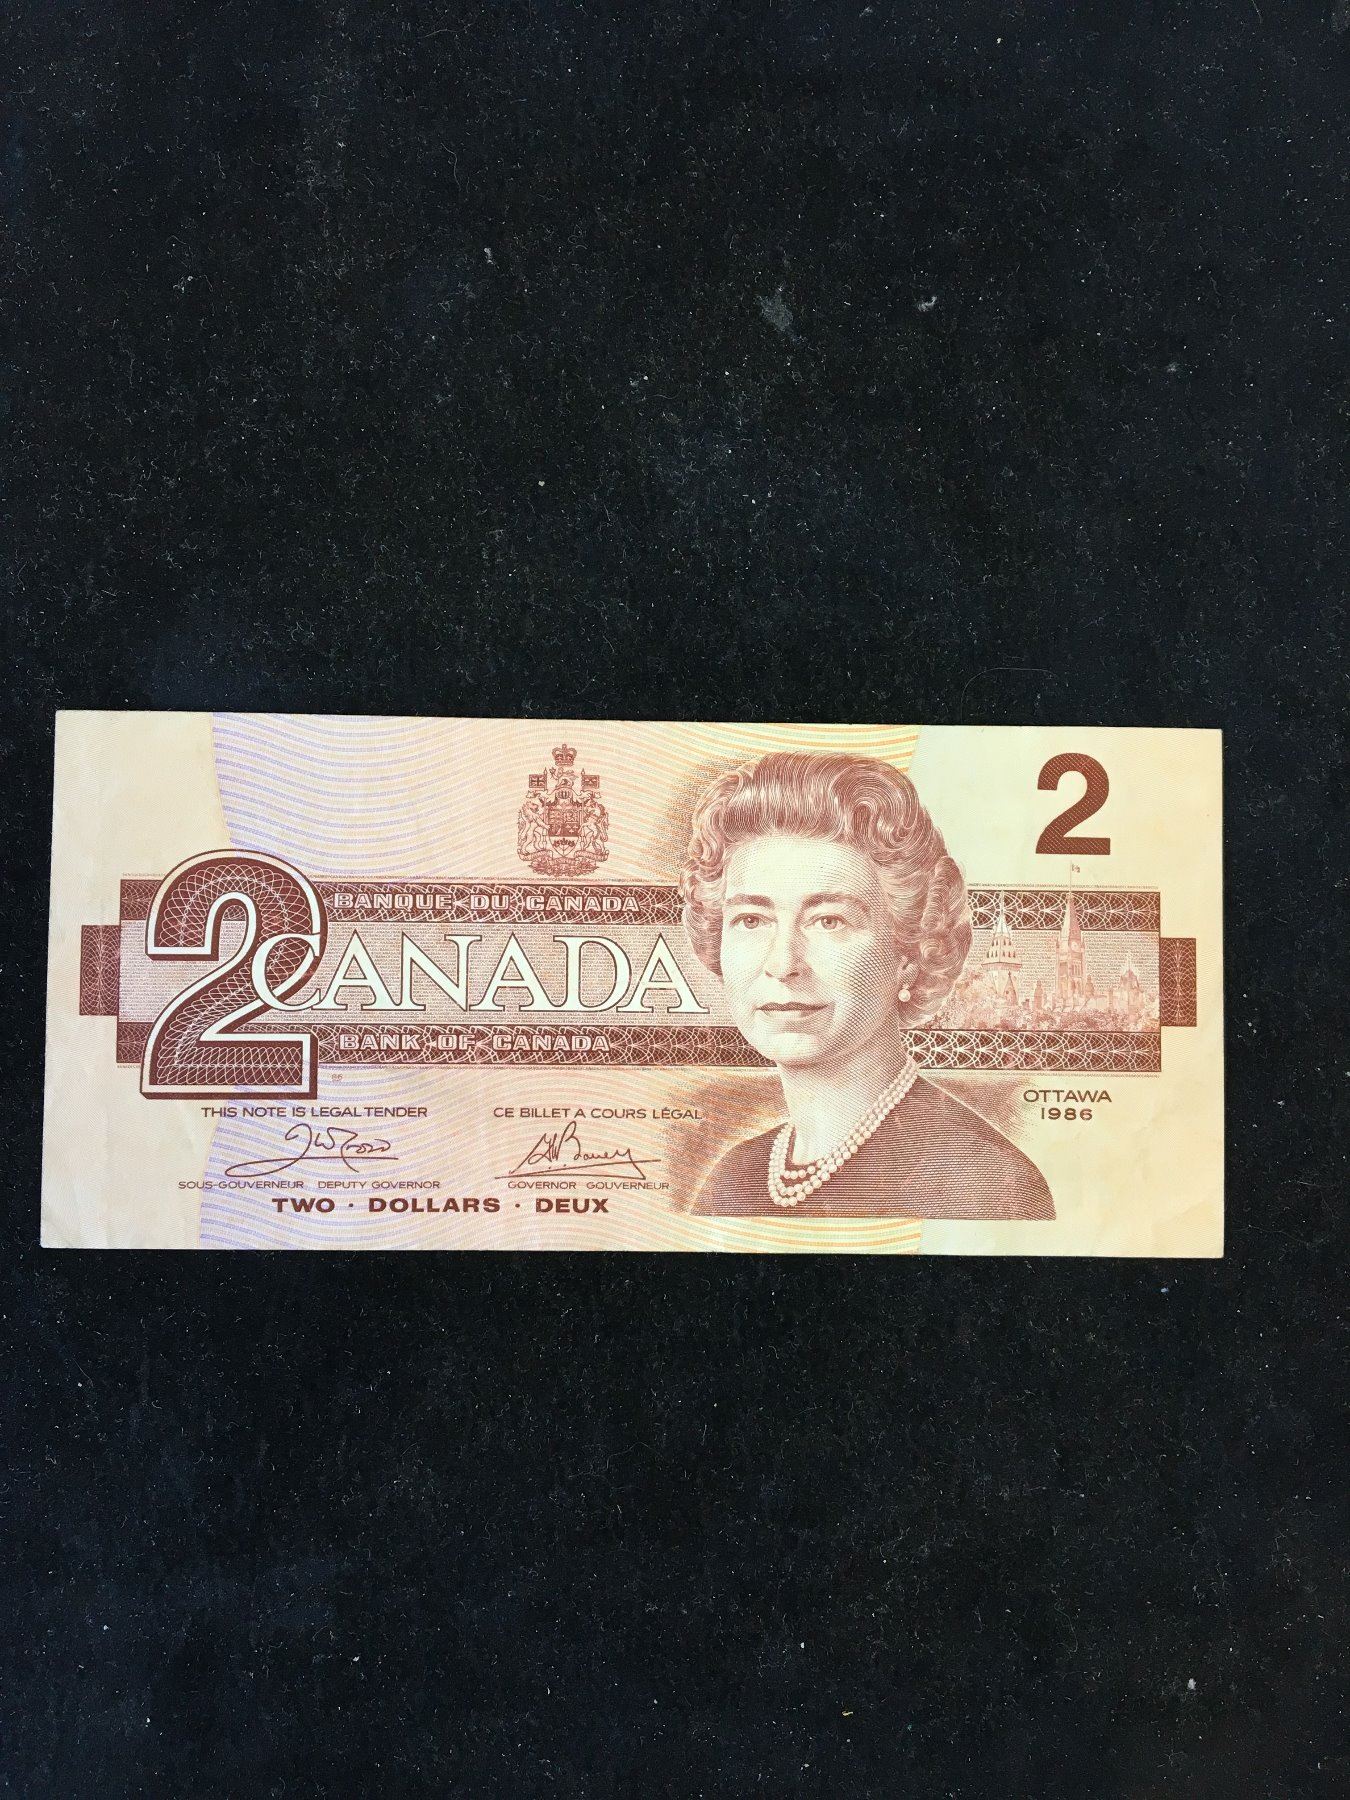 2
BANQUE DU CANADA
2
CANADA
BANK OF CANADA
86
OTTAWA
1986
THIS NOTE IS LEGAL TENDER
CE BILLET A COURS LÉGAL
SOUS-GOUVERNEUR DEPUTY GOVERNOR
GOVERNOR GOUVERNEUR
TWO · DOLLARS · DEUX